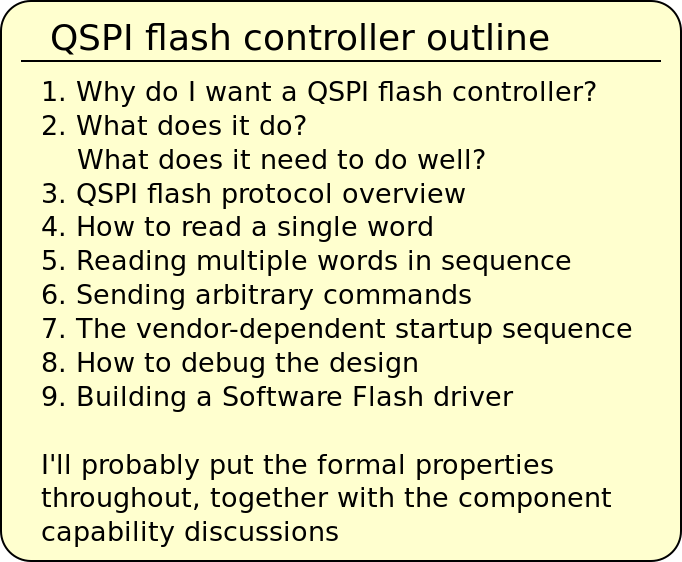 QSPI flash controller outline
1. Why do I want a QSPI flash controller?
2. What does it do?
What does it need to do well?
3. QSPI flash protocol overview
4. How to read a single word
5. Reading multiple words in sequence
6. Sending arbitrary commands
7. The vendor-dependent startup sequence
8. How to debug the design
9. Building a Software Flash driver
I'll probably put the formal properties
throughout, together with the component
capability discussions